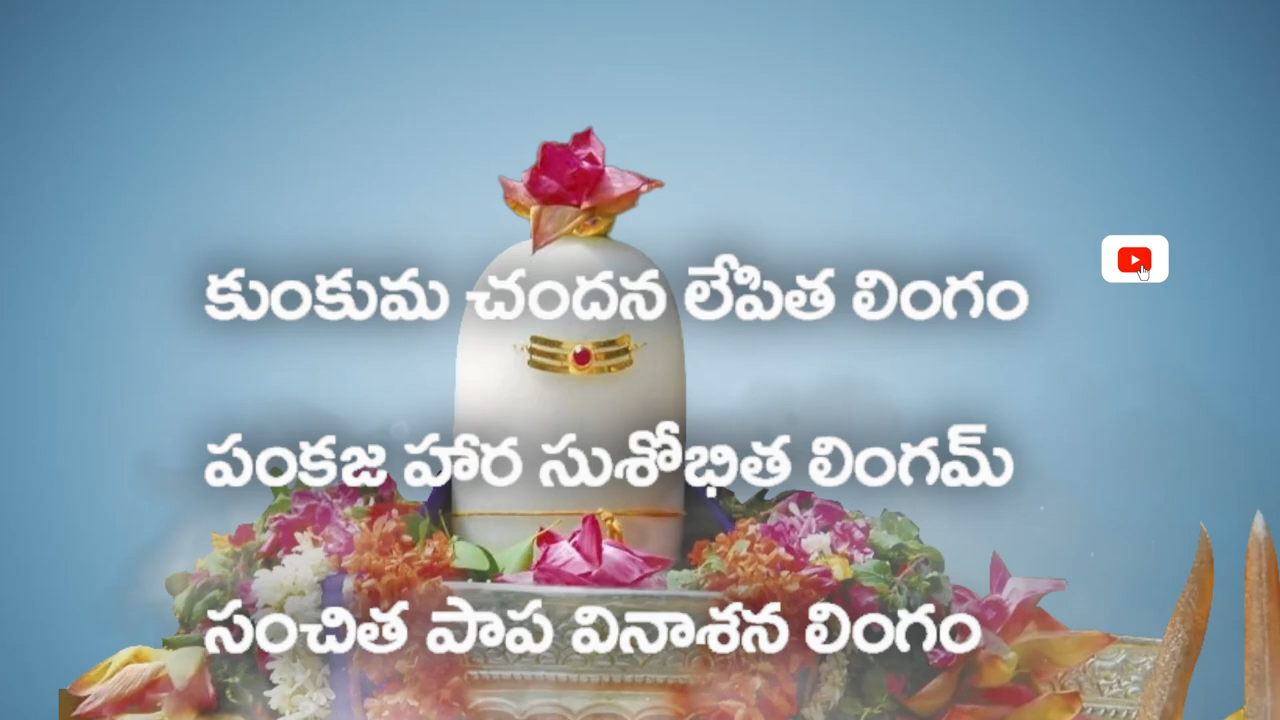 కుంకుమ చందన లేపిత లింగం
పంకజ హార సుశోభిత లింగమ్
సంచిత పాప వినాశన లింగం